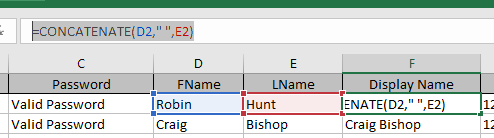 =CONCATENATE(D2," ",E2)
C D E F
Password FName LName Display Name
Valid Password Robin Hunt ENATE(D2," ",E2) 12
Valid Password Craig Bishop Craig Bishop 12